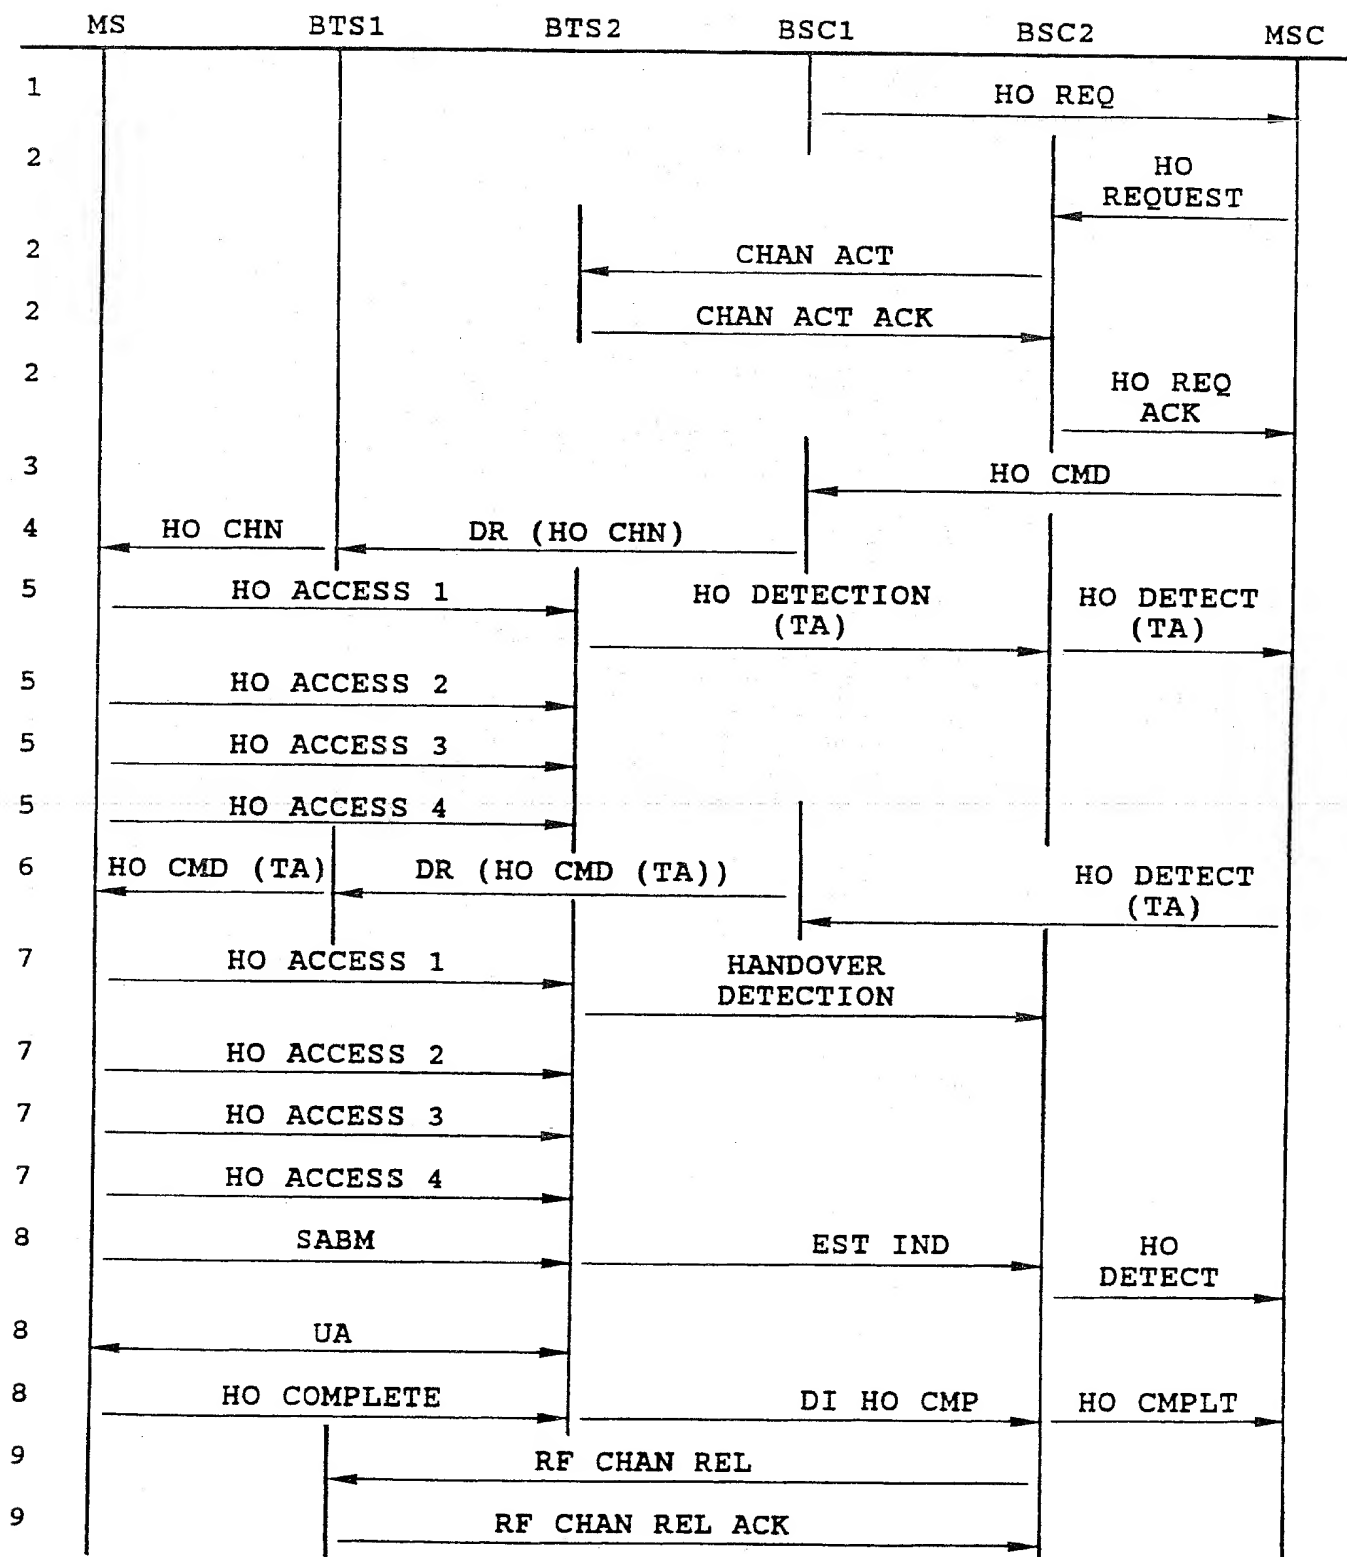 MS BTS1 BTS2 BSC1 BSC2 MSC
1 HO REQ
2 HO
REQUEST
2 CHAN ACT
2 CHAN ACT ACK
2 HO REQ
ACK
3 HO CMD
4 HO CHN DR (HO CHN)
5 HO ACCESS 1 HO DETECTION HO DETECT
(TA) (TA)
5 HO ACCESS 2
5 HO ACCESS 3
5 HO ACCESS 4
6 HO CMD (TA) DR (HO CMD (TA)) HO DETECT
(TA)
7 HO ACCESS 1 HANDOVER
DETECTION
7 HO ACCESS 2
7 HO ACCESS 3
7 HO ACCESS 4
8 SABM EST IND HO
DETECT
8 UA
8 HO COMPLETE DI HO CMP HO CMPLT
9 RF CHAN REL
9 RF CHAN REL ACK